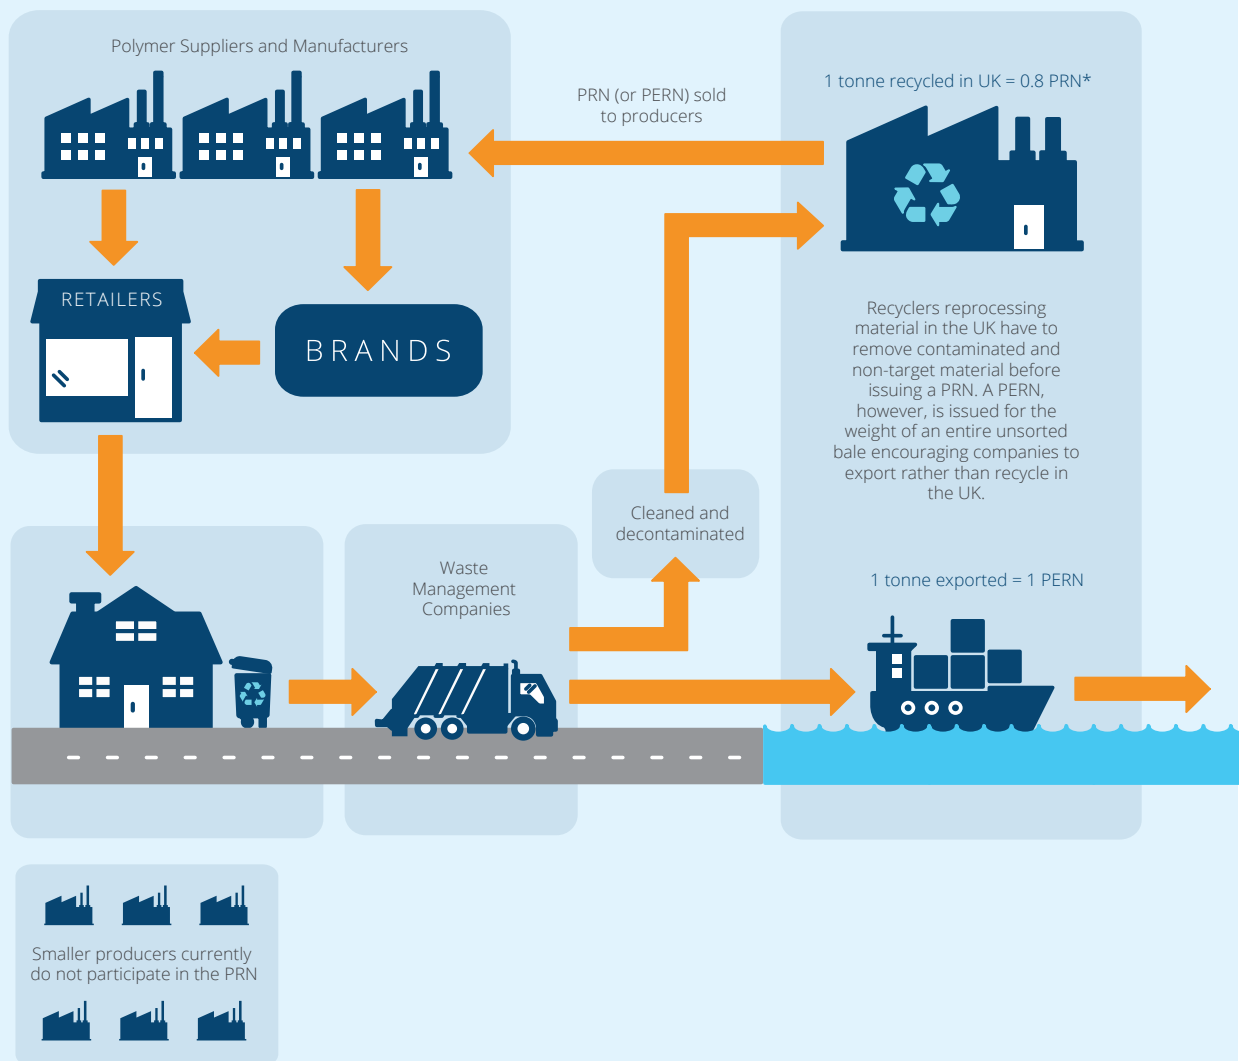 Polymer Suppliers and Manufacturers
PRN (or PERN) sold
to producers
1 tonne recycled in UK = 0.8 PRN*
RETAILERS
BRANDS
Recyclers reprocessing
material in the UK have to
remove contaminated and
non-target material before
issuing a PRN. A PERN,
however, is issued for the
weight of an entire unsorted
bale encouraging companies to
export rather than recycle in
the UK.
Cleaned and
decontaminated
Waste
Management
Companies
1 tonne exported = 1 PERN
Smaller producers currently
do not participate in the PRN